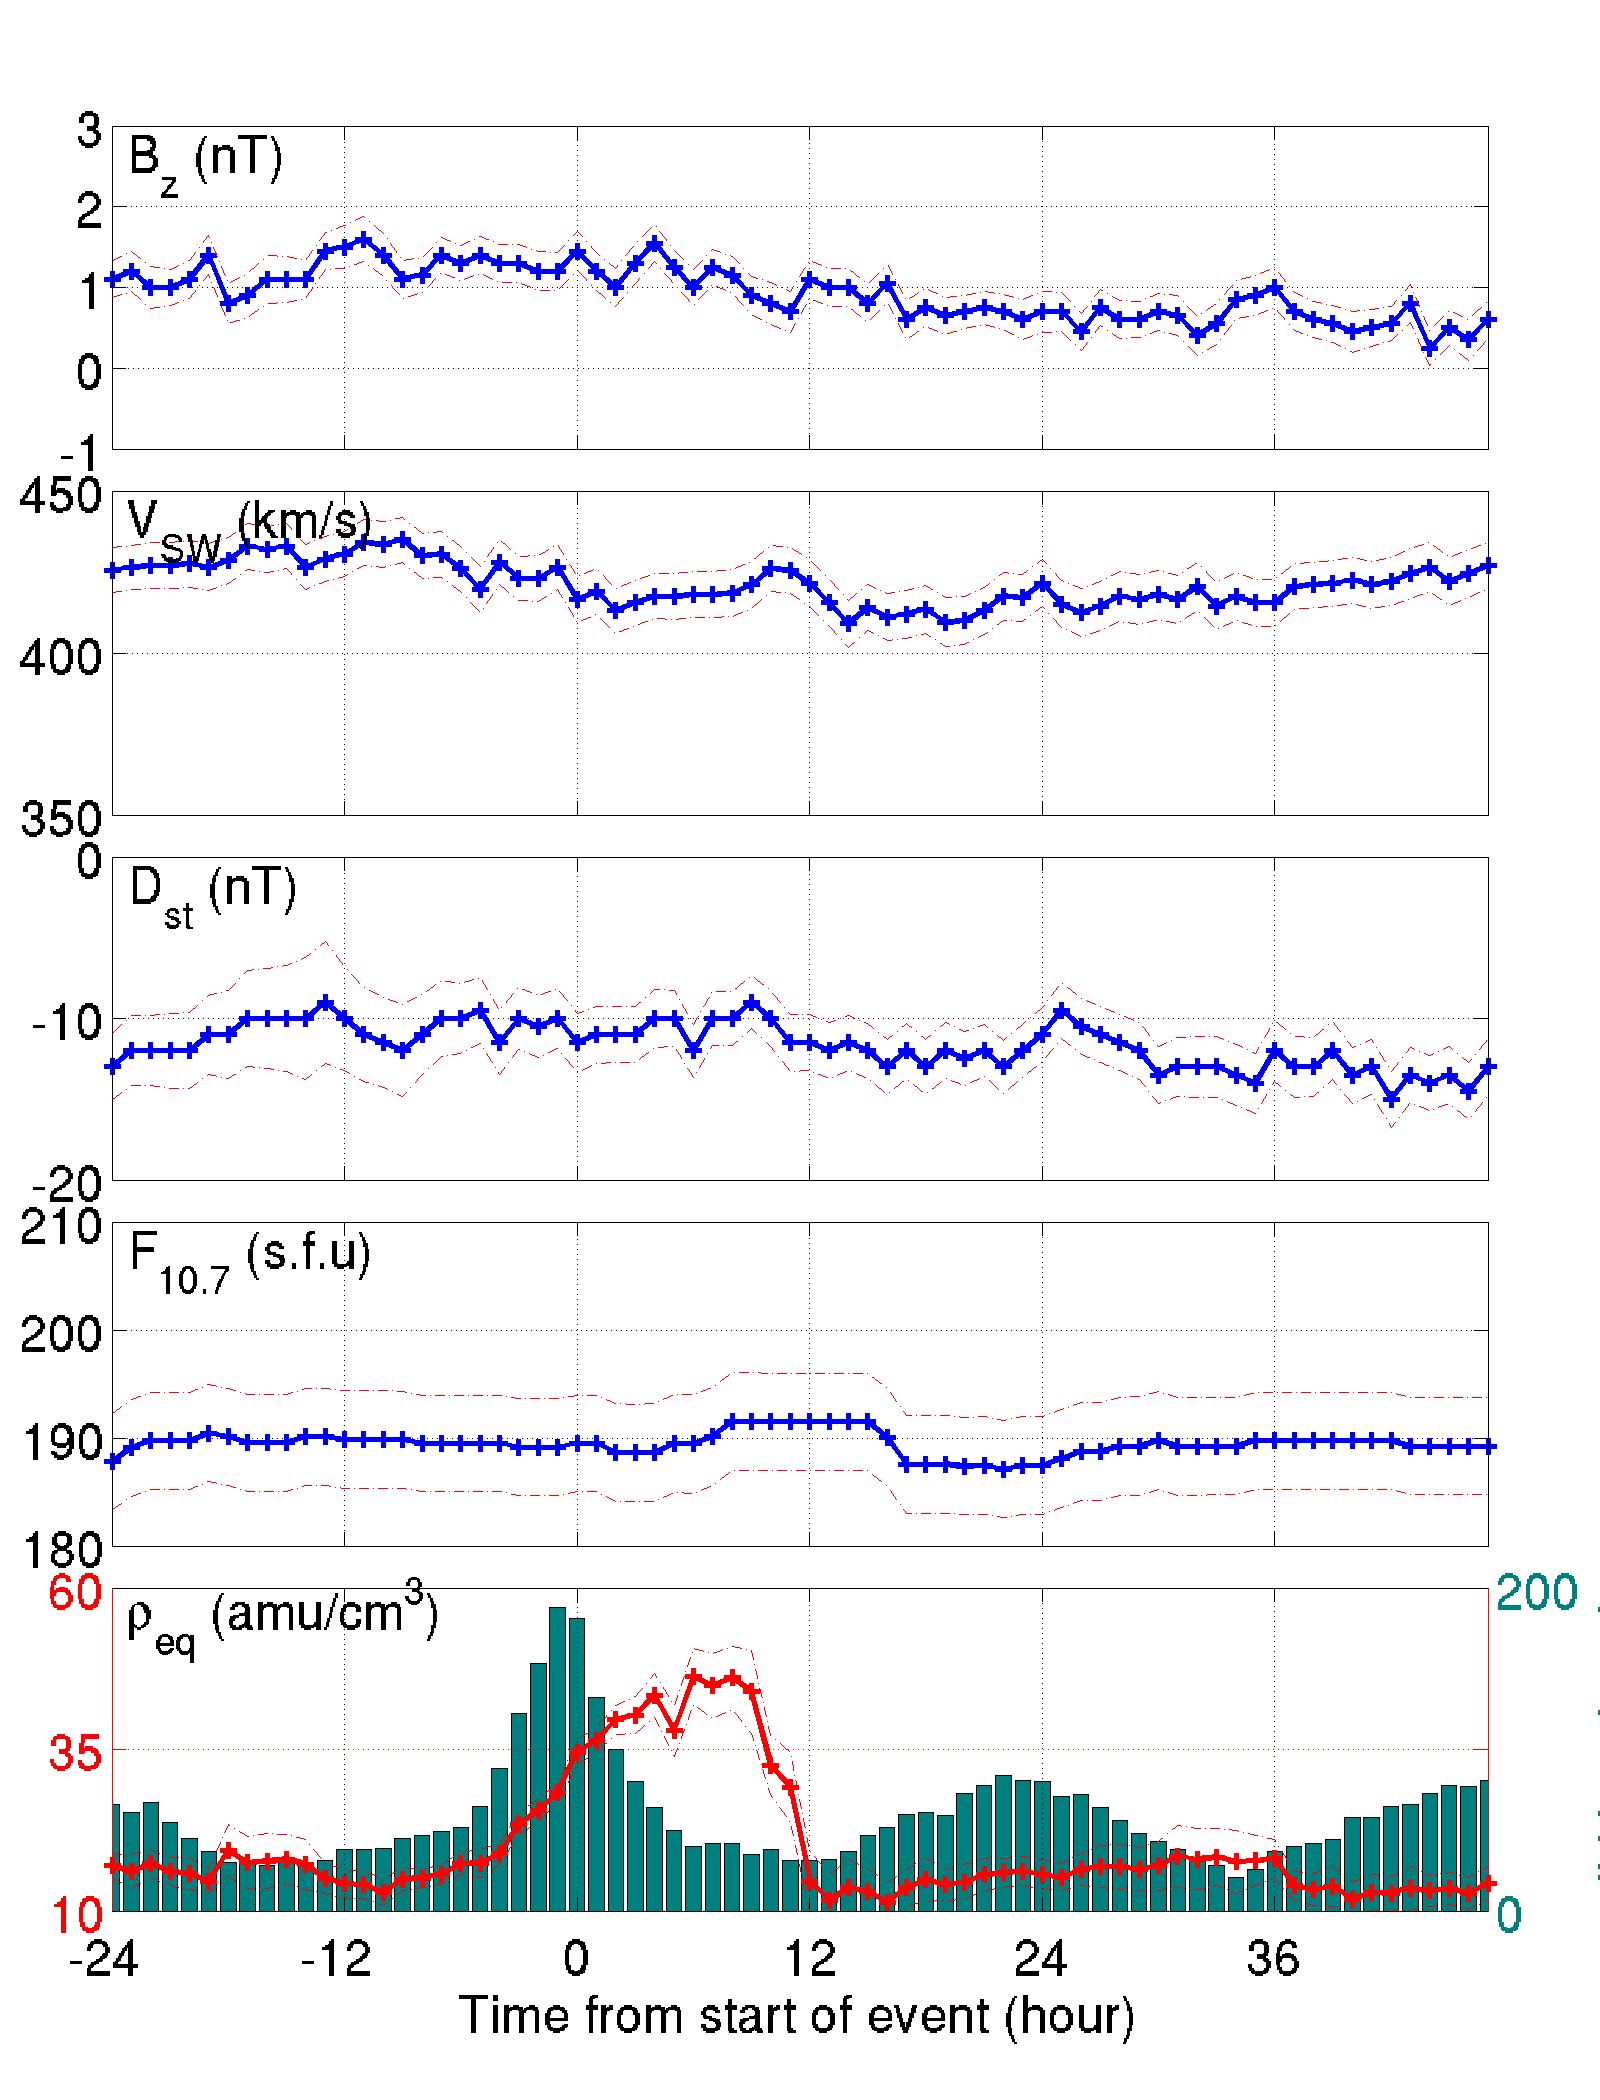 3
B_z (nT)
2
1
0
-1
450
V_SW (km/s)
400
350
0
D_st (nT)
-10
-20
210
F_10.7 (s.f.u)
200
190
180
60 200
ρ_eq (amu/cm^3)
35
10 0
-24 -12 0 12 24 36
Time from start of event (hour)